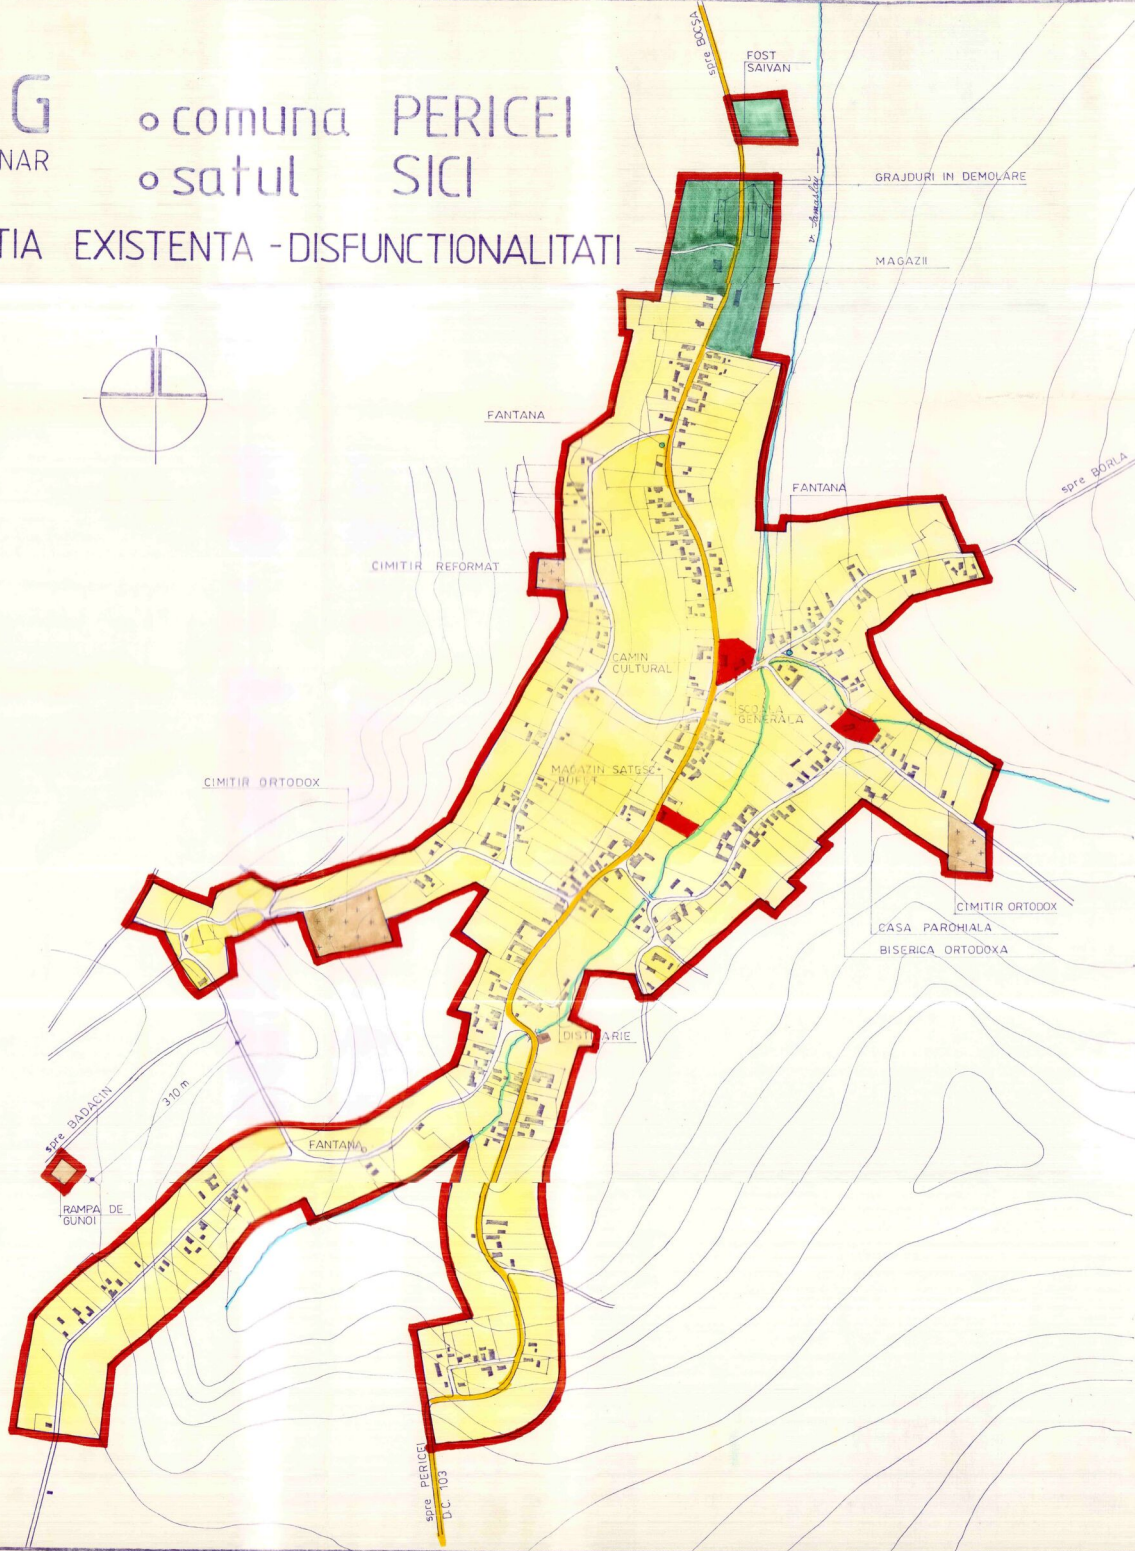 G
∘ comuna PERICEI
NAR
∘ satul SICI
TIA EXISTENTA - DISFUNCTIONALITATI
spre BOCȘA
FOST
SAIVAN
GRAJDURI IN DEMOLARE
MAGAZII
FANTANA
FANTANA
spre BORLA
CIMITIR REFORMAT
CAMIN
CULTURAL
SCOALA
GENERALA
CIMITIR ORTODOX
MAGAZIN SATESC+
BUFET
CIMITIR ORTODOX
CASA PAROHIALA
BISERICA ORTODOXA
DISTILARIE
310 m
spre BADACIN
FANTANA
RAMPA DE
GUNOI
spre PERICEI
D.C. 103